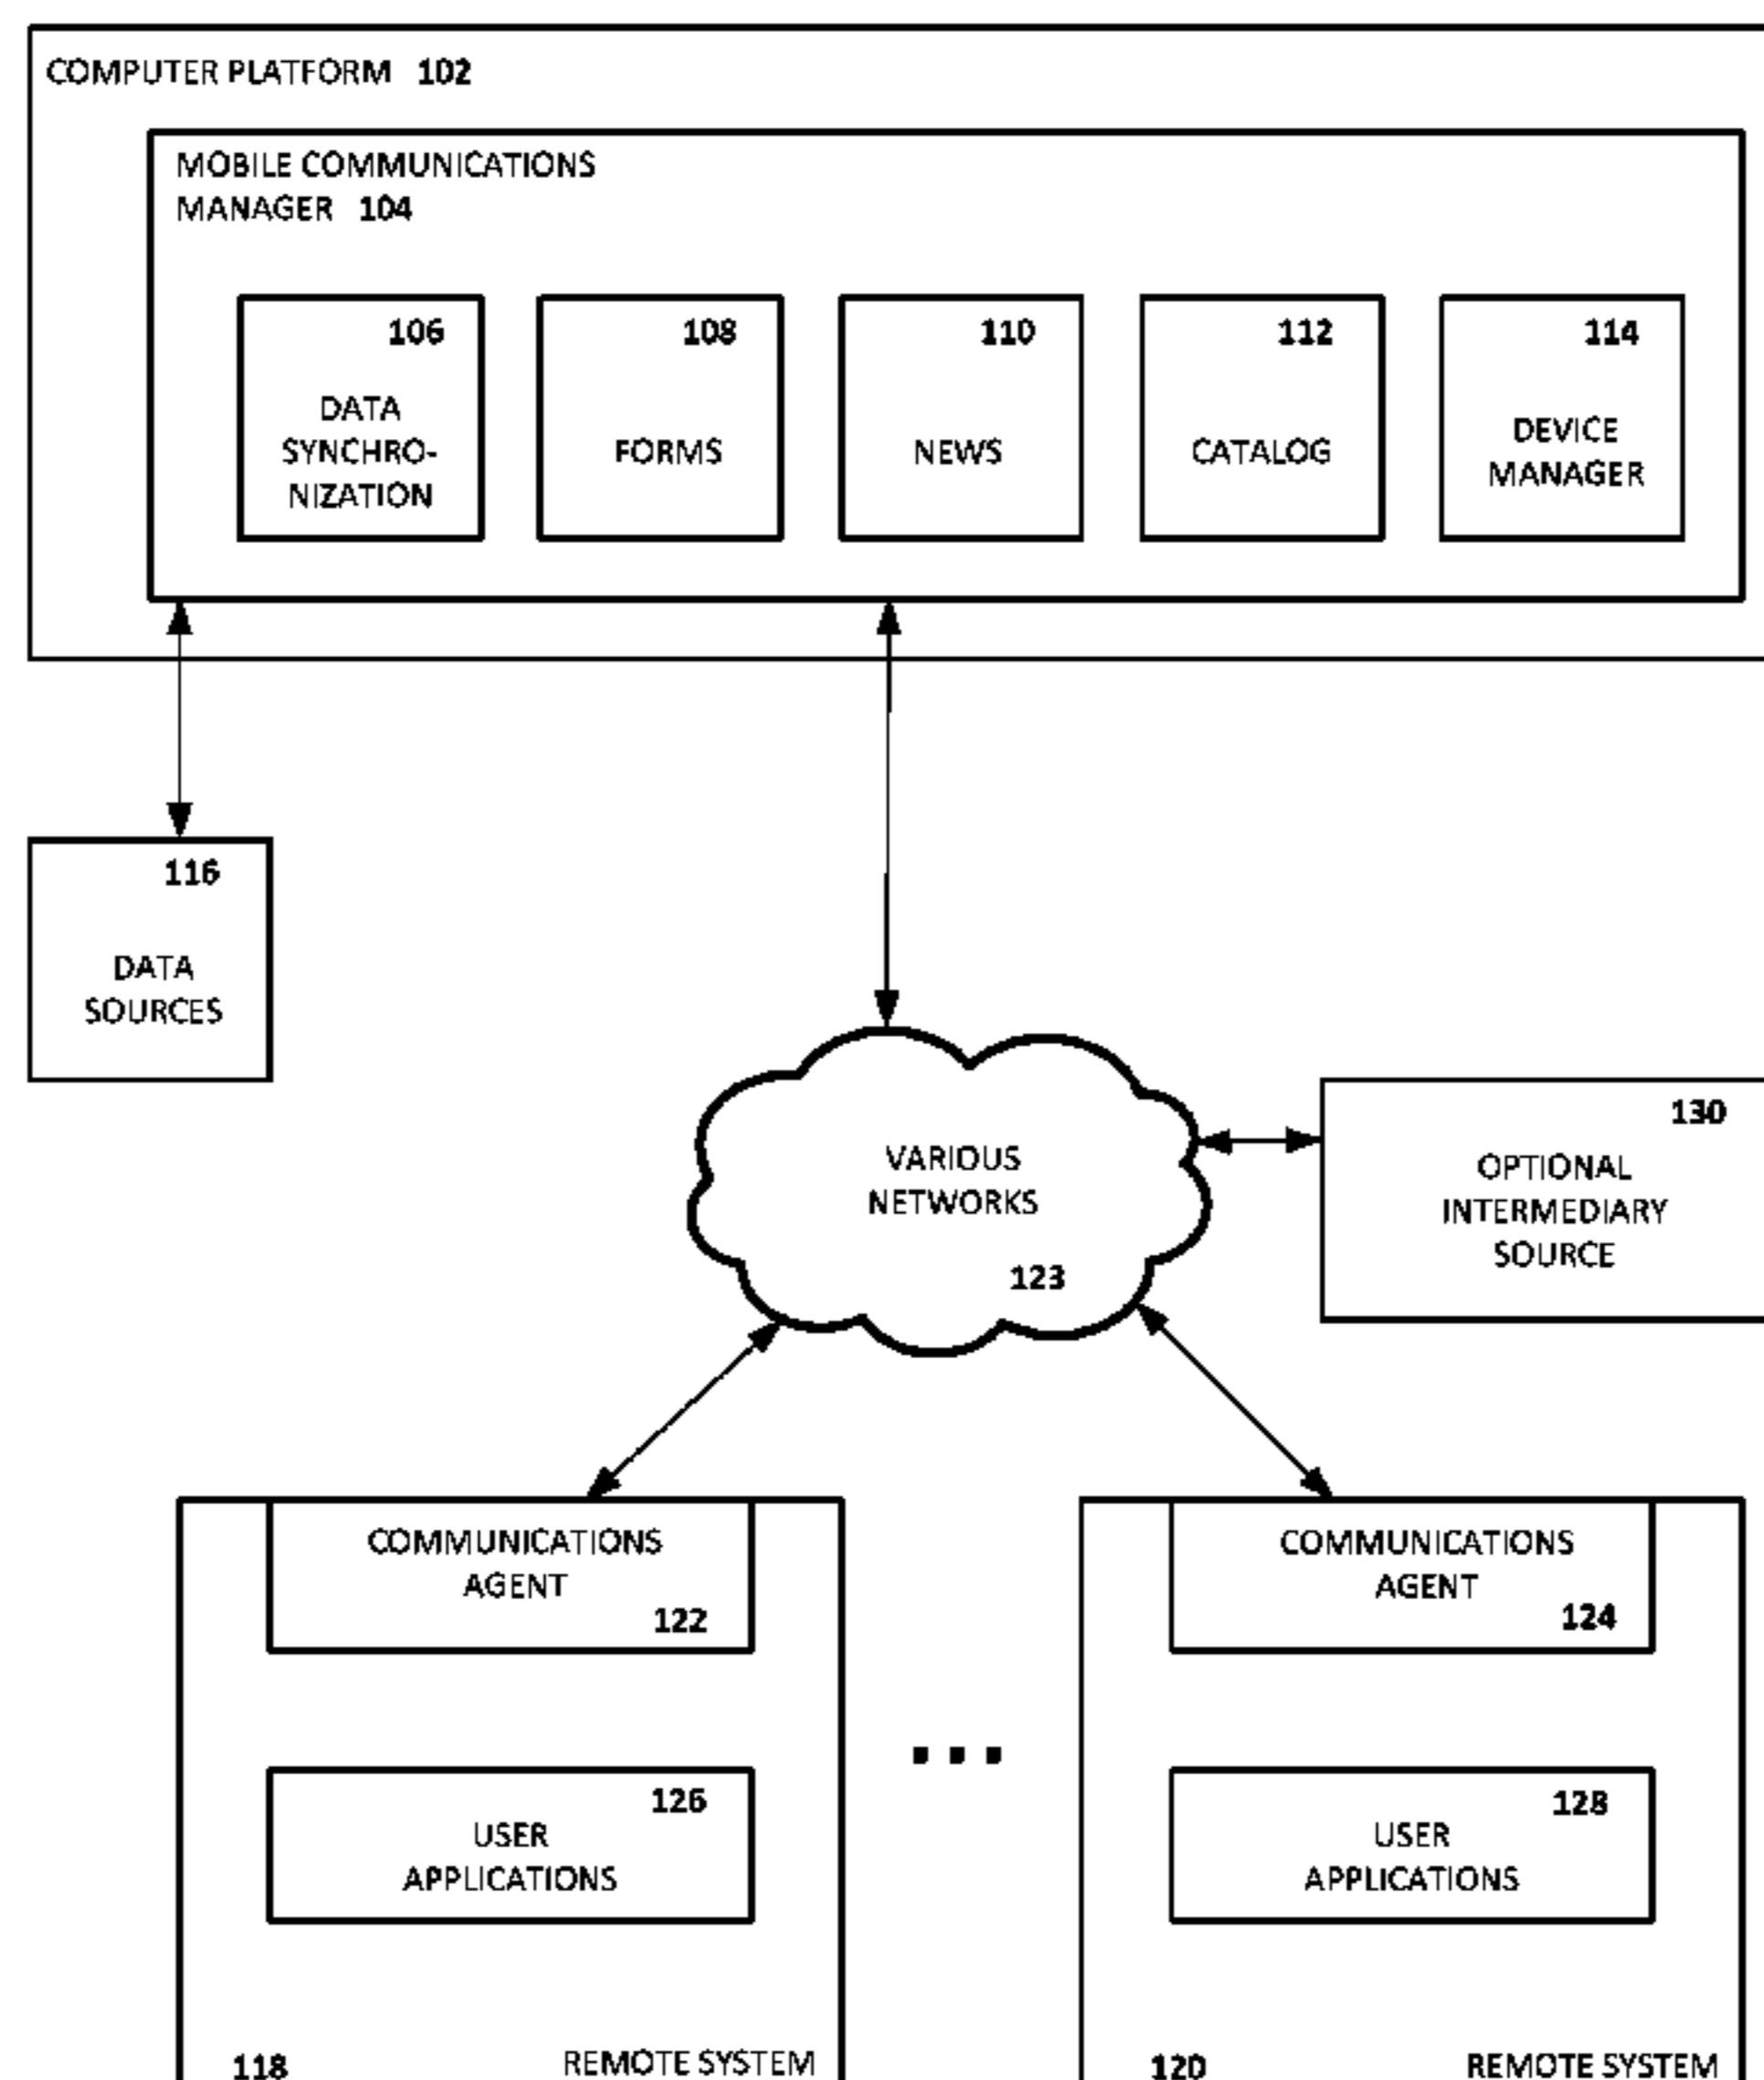 COMPUTER PLATFORM 102
MOBILE COMMUNICATIONS
MANAGER 104
106
DATA
SYNCHRO-
NIZATION
108
FORMS
110
NEWS
112
CATALOG
114
DEVICE
MANAGER
116
DATA
SOURCES
VARIOUS
NETWORKS
123
130
OPTIONAL
INTERMEDIARY
SOURCE
COMMUNICATIONS
AGENT
122
126
USER
APPLICATIONS
118 REMOTE SYSTEM
...
COMMUNICATIONS
AGENT
124
128
USER
APPLICATIONS
120 REMOTE SYSTEM